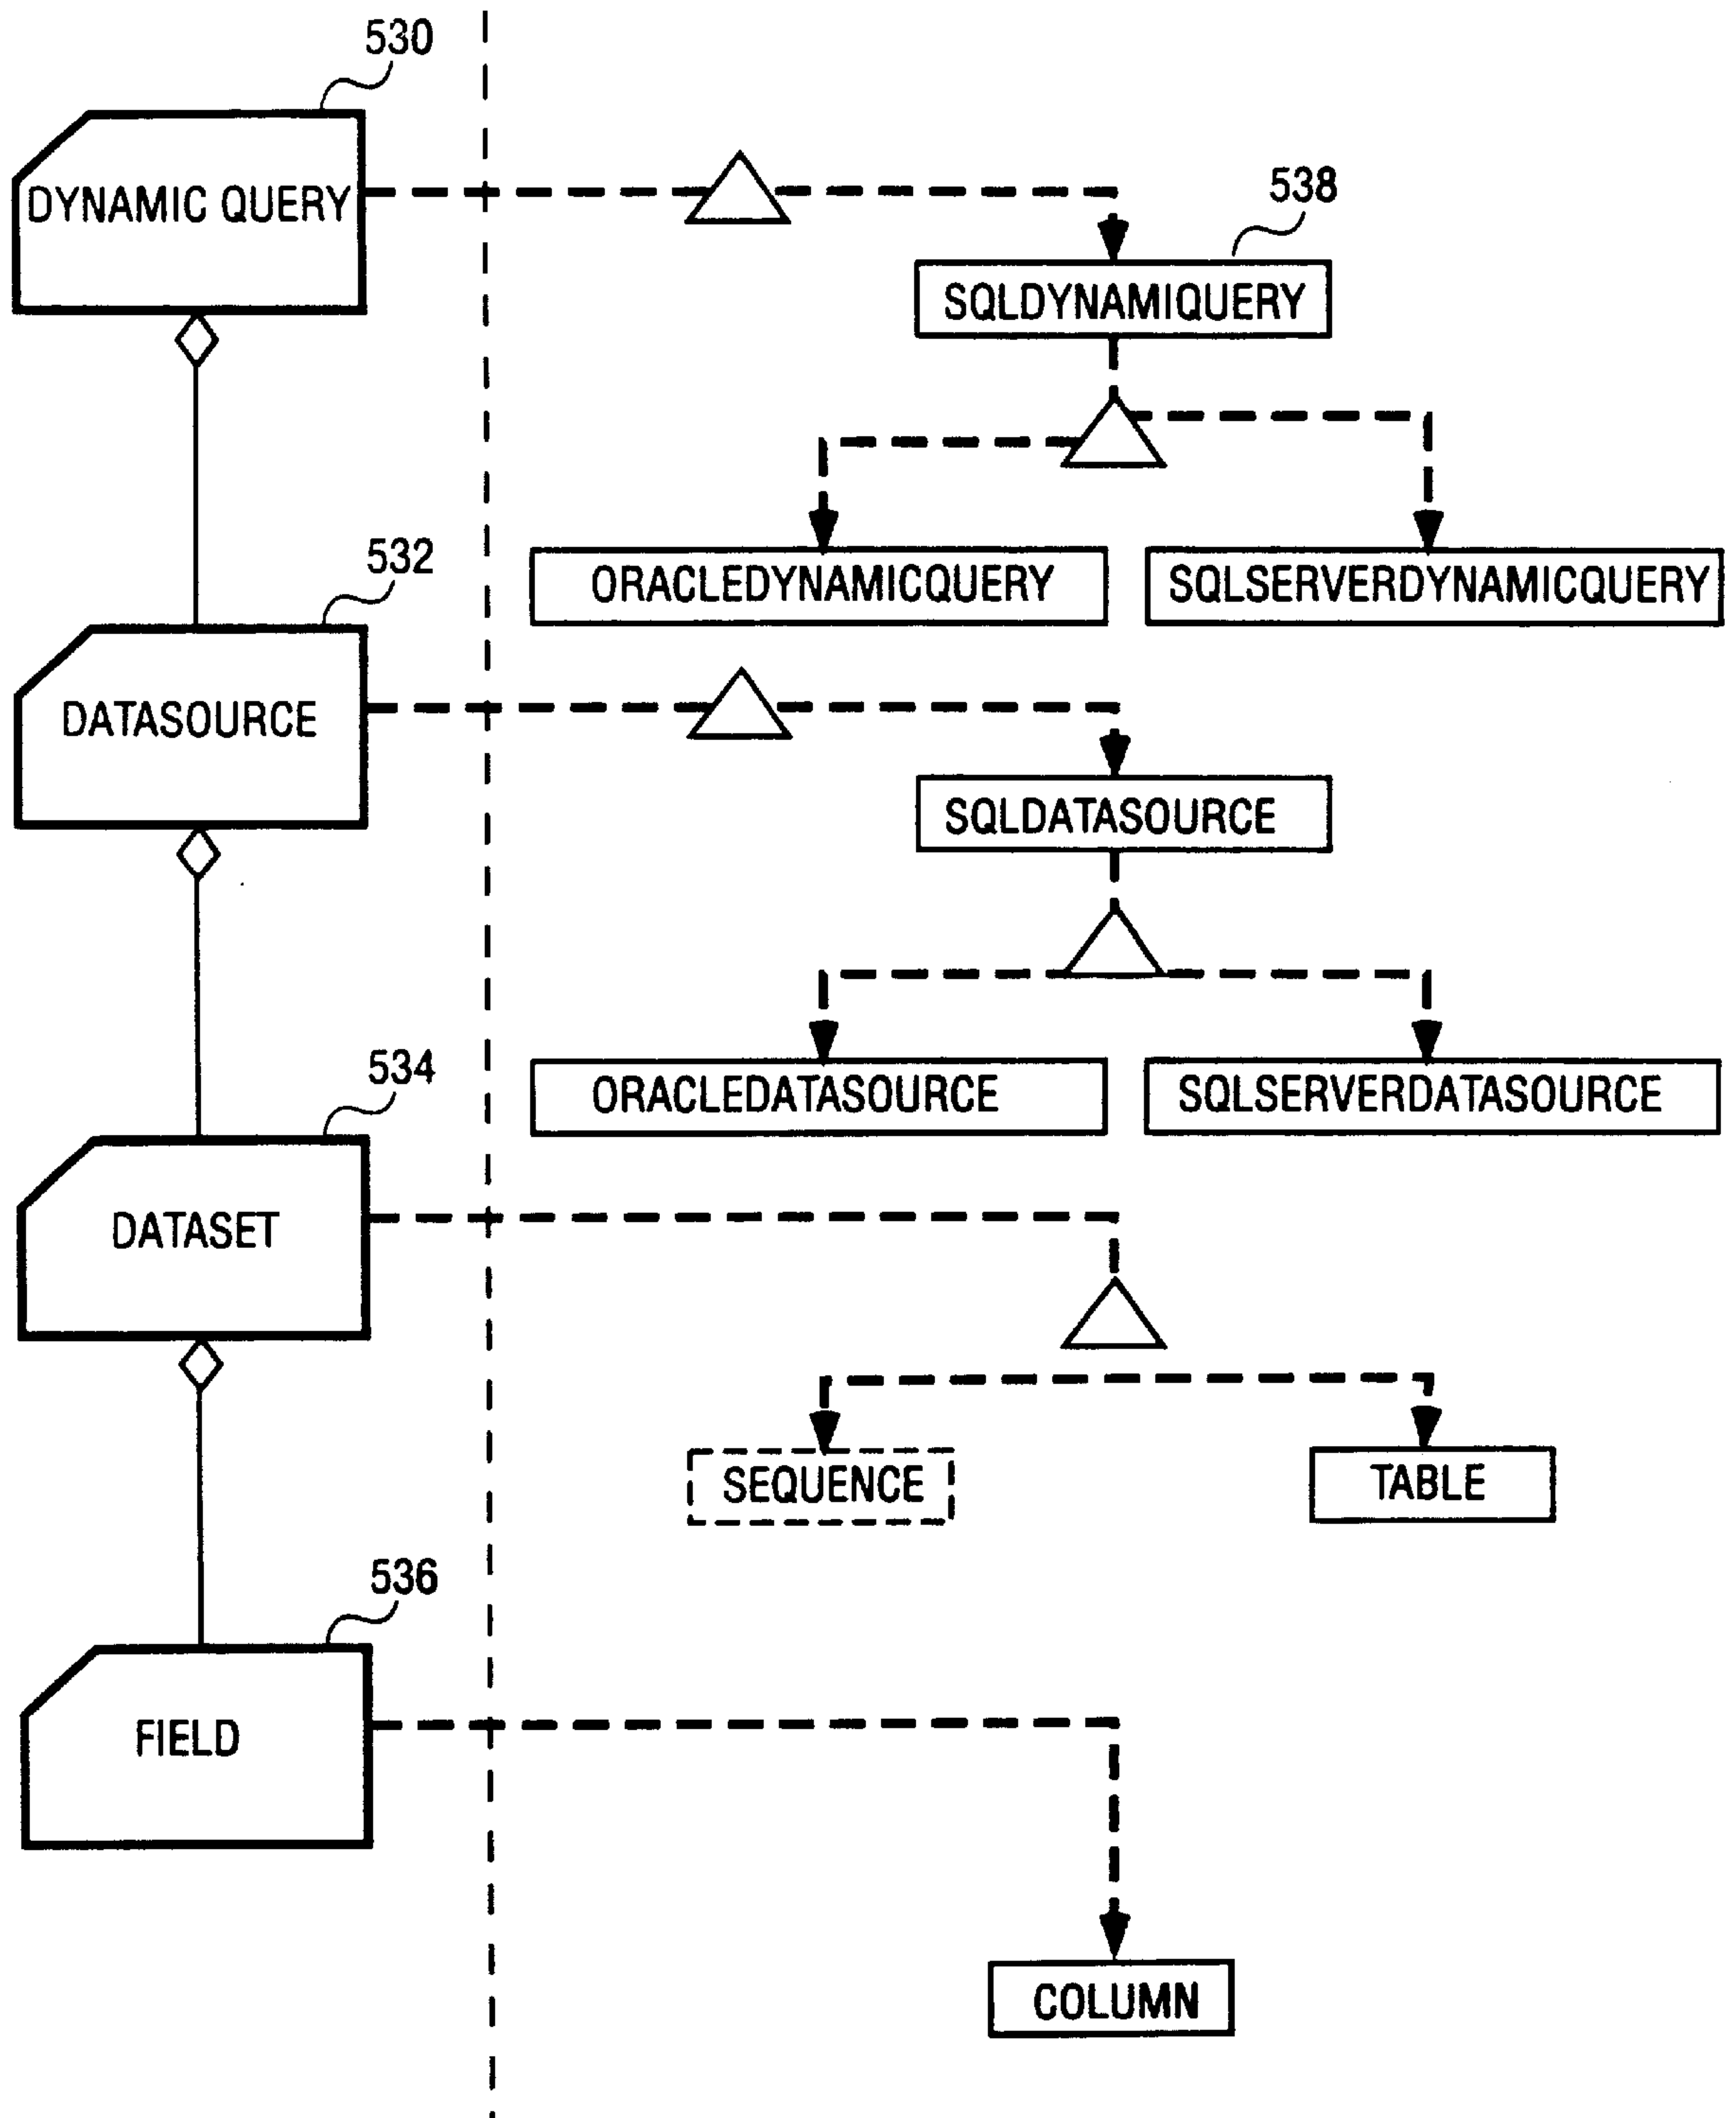 530
DYNAMIC QUERY
538
SQLDYNAMIQUERY
532
ORACLEDYNAMICQUERY
SQLSERVERDYNAMICQUERY
DATASOURCE
SQLDATASOURCE
534
ORACLEDATASOURCE
SQLSERVERDATASOURCE
DATASET
SEQUENCE
TABLE
536
FIELD
COLUMN